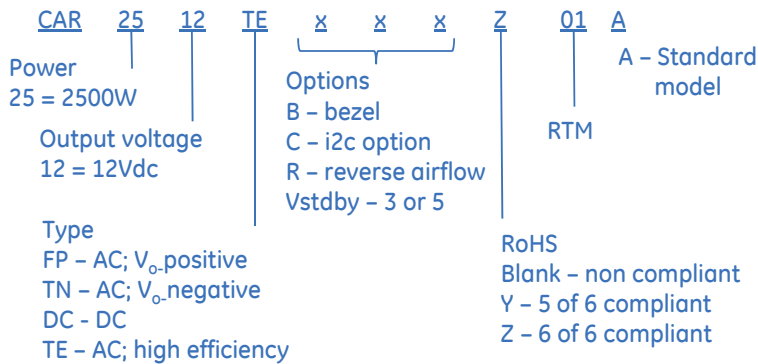 CAR 25 12 TE x x x Z 01 A
Power
25 = 2500W
Output voltage
12 = 12Vdc
Type
FP – AC; Vo-positive
TN – AC; Vo-negative
DC - DC
TE – AC; high efficiency
Options
B – bezel
C – i2c option
R – reverse airflow
Vstdby – 3 or 5
RoHS
Blank – non compliant
Y – 5 of 6 compliant
Z – 6 of 6 compliant
RTM
A – Standard
model